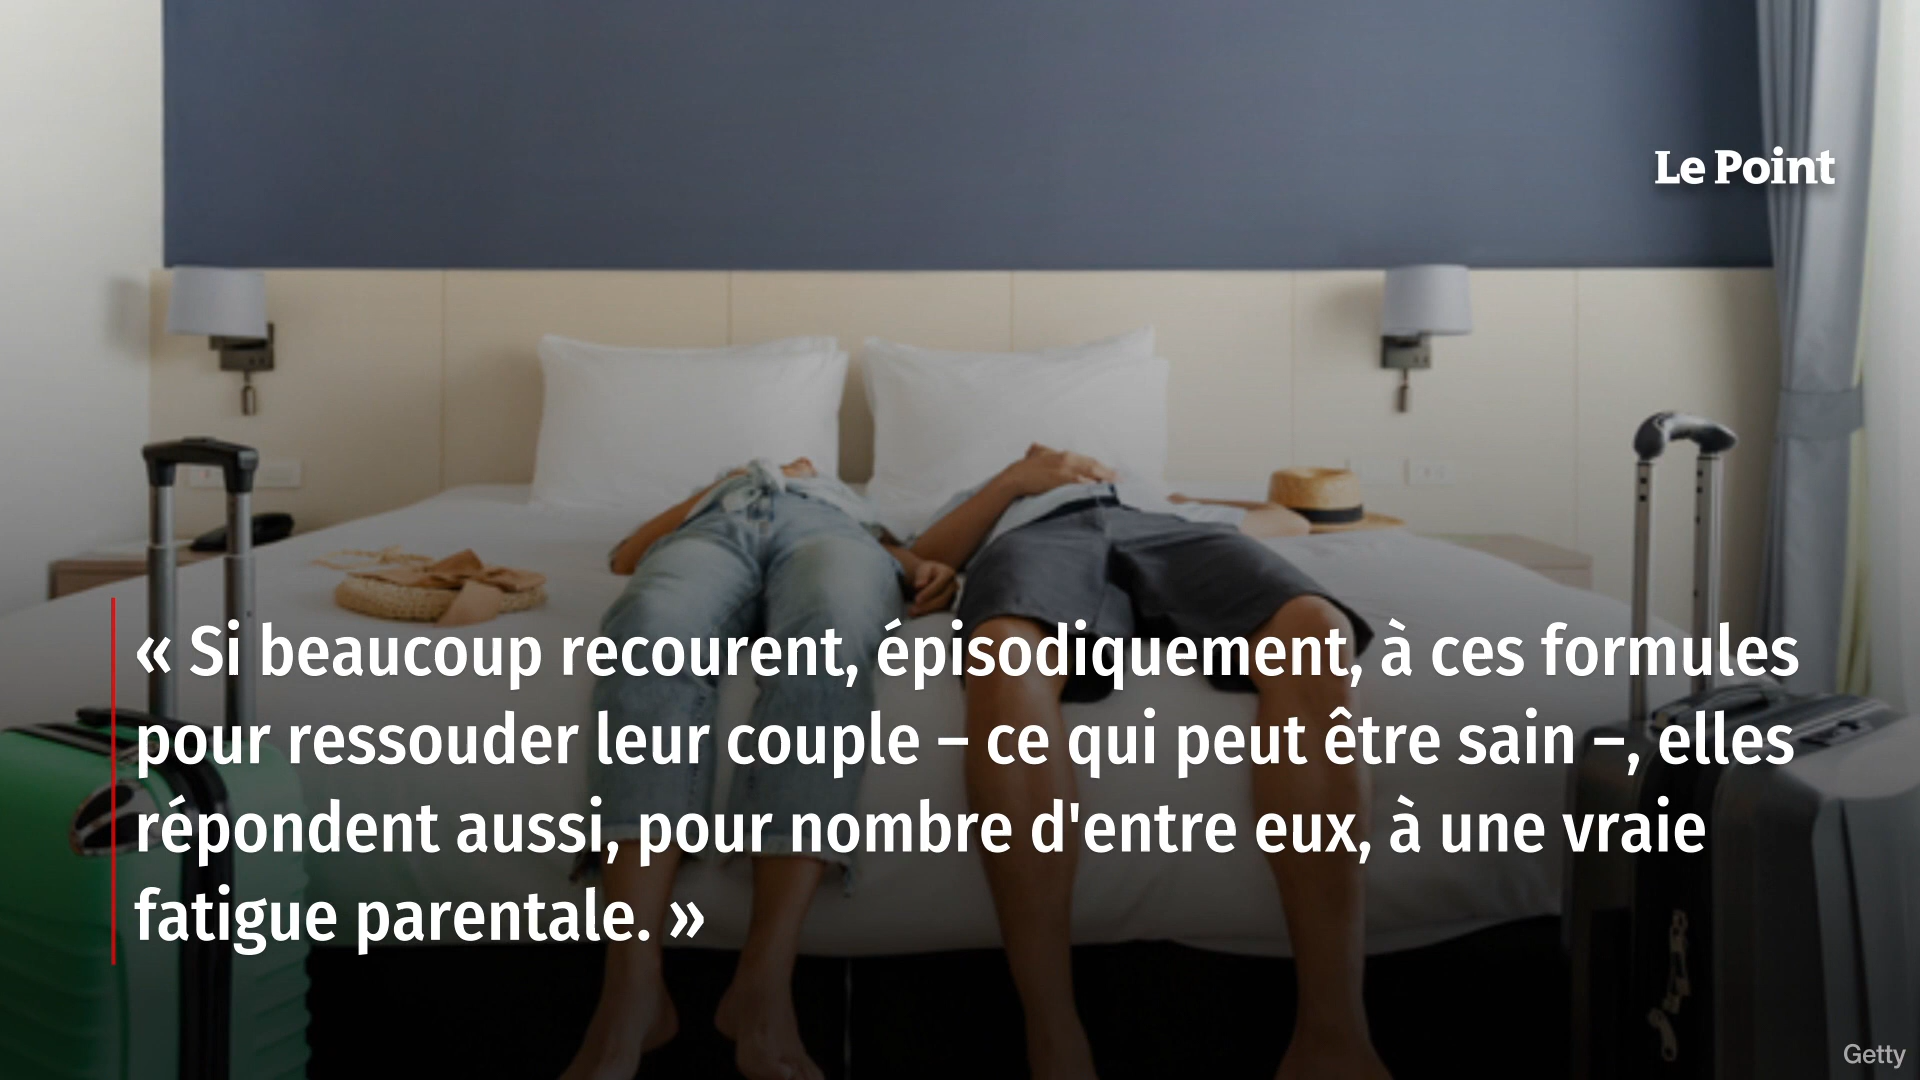 Le Point
« Si beaucoup recourent, épisodiquement, à ces formules
pour ressouder leur couple – ce qui peut être sain –, elles
répondent aussi, pour nombre d'entre eux, à une vraie
fatigue parentale. »
Getty